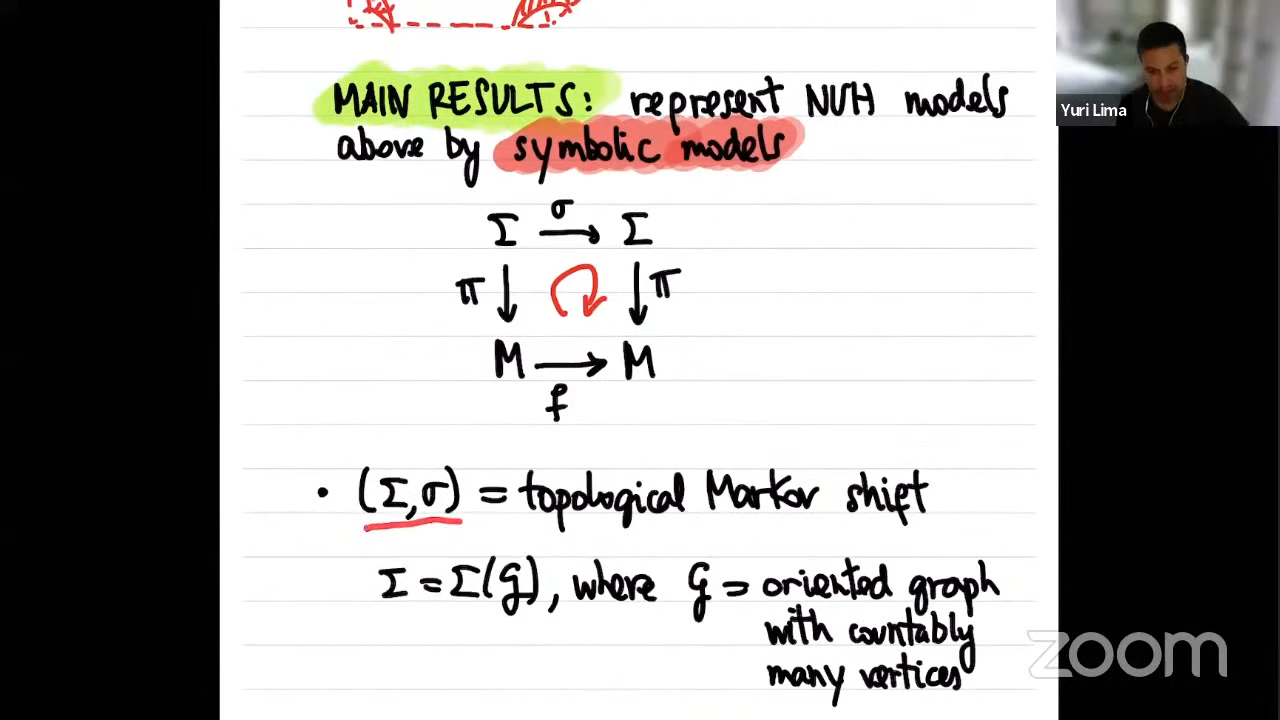 MAIN RESULTS: represent NUH models
above by symbolic models
σ
Σ → Σ
π ↓ ↓ π
M → M
f
• (Σ,σ) = topological Markov shift
Σ = Σ(G), where G = oriented graph
with countably
many vertices
Yuri Lima
zoom